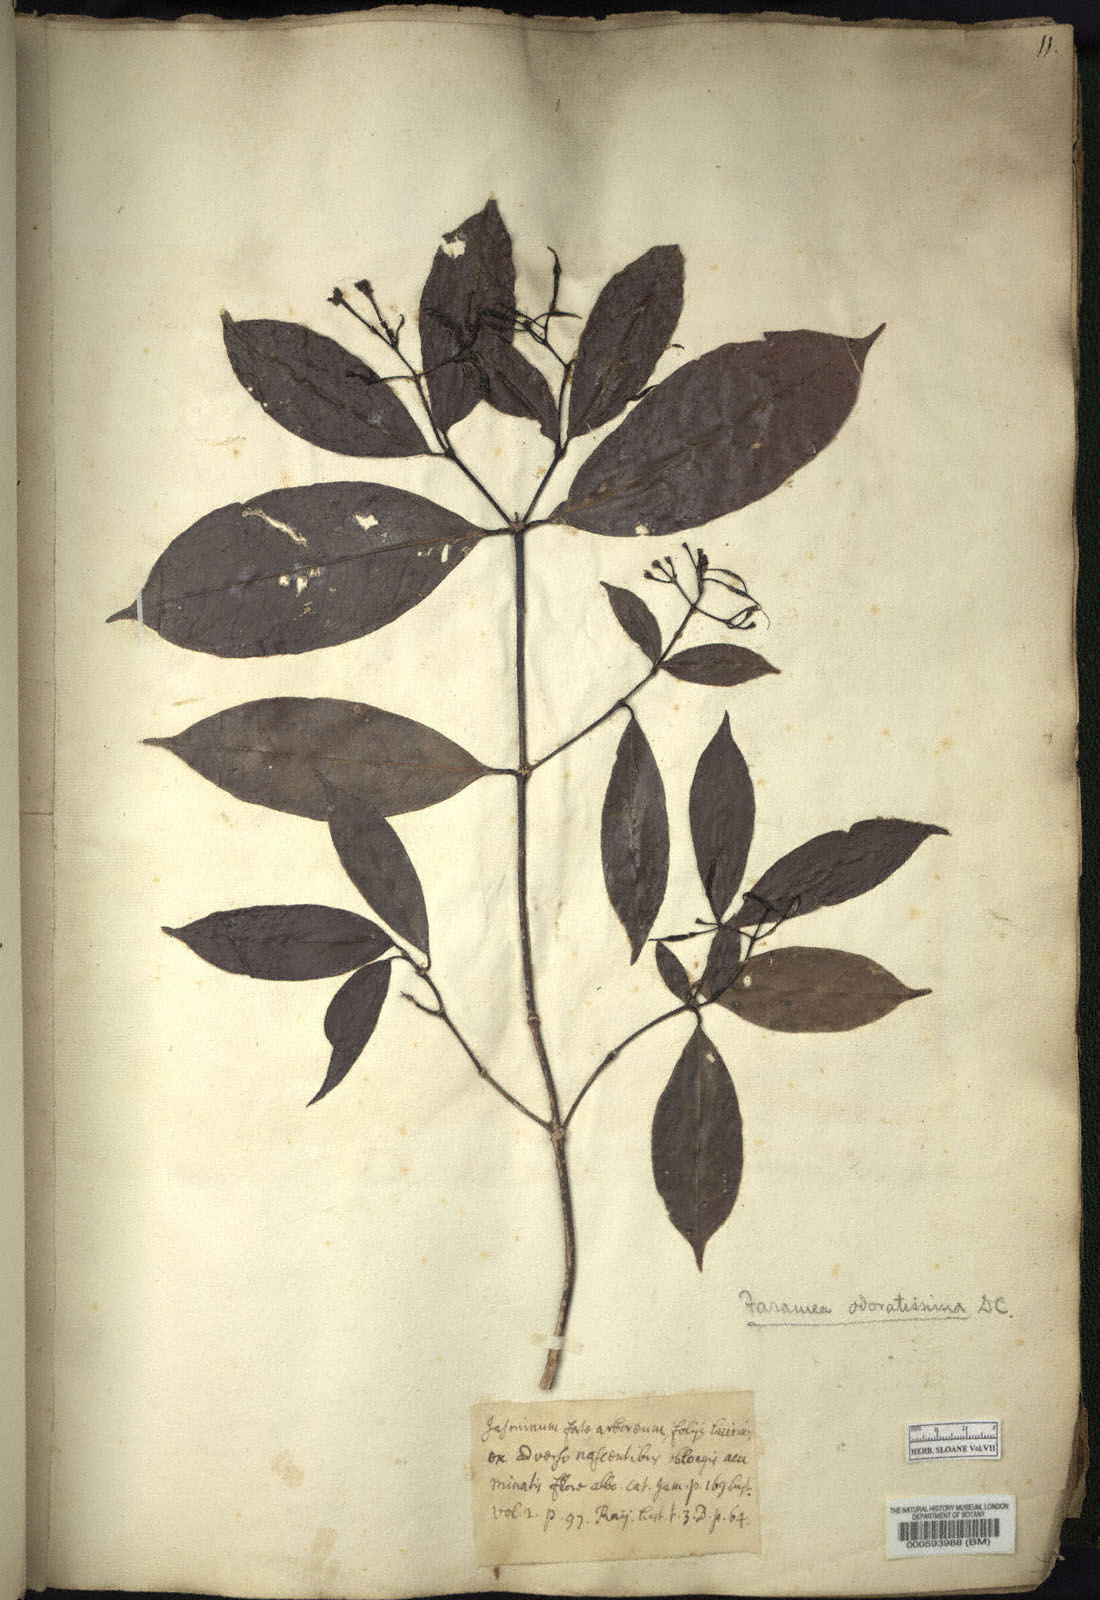 11.
Faramea odoratissima DC.
Jasminum forte arboreum folijs laurinis
ex adverso nascentibus oblongis acu
minatis flore albo. cat. Jam. p. 169 hist.
vol. 2. p. 97. Raij. hist. t. 3. D. p. 64.
HERB. SLOANE Vol.VII
THE NATURAL HISTORY MUSEUM, LONDON
DEPARTMENT OF BOTANY
000593988 (BM)